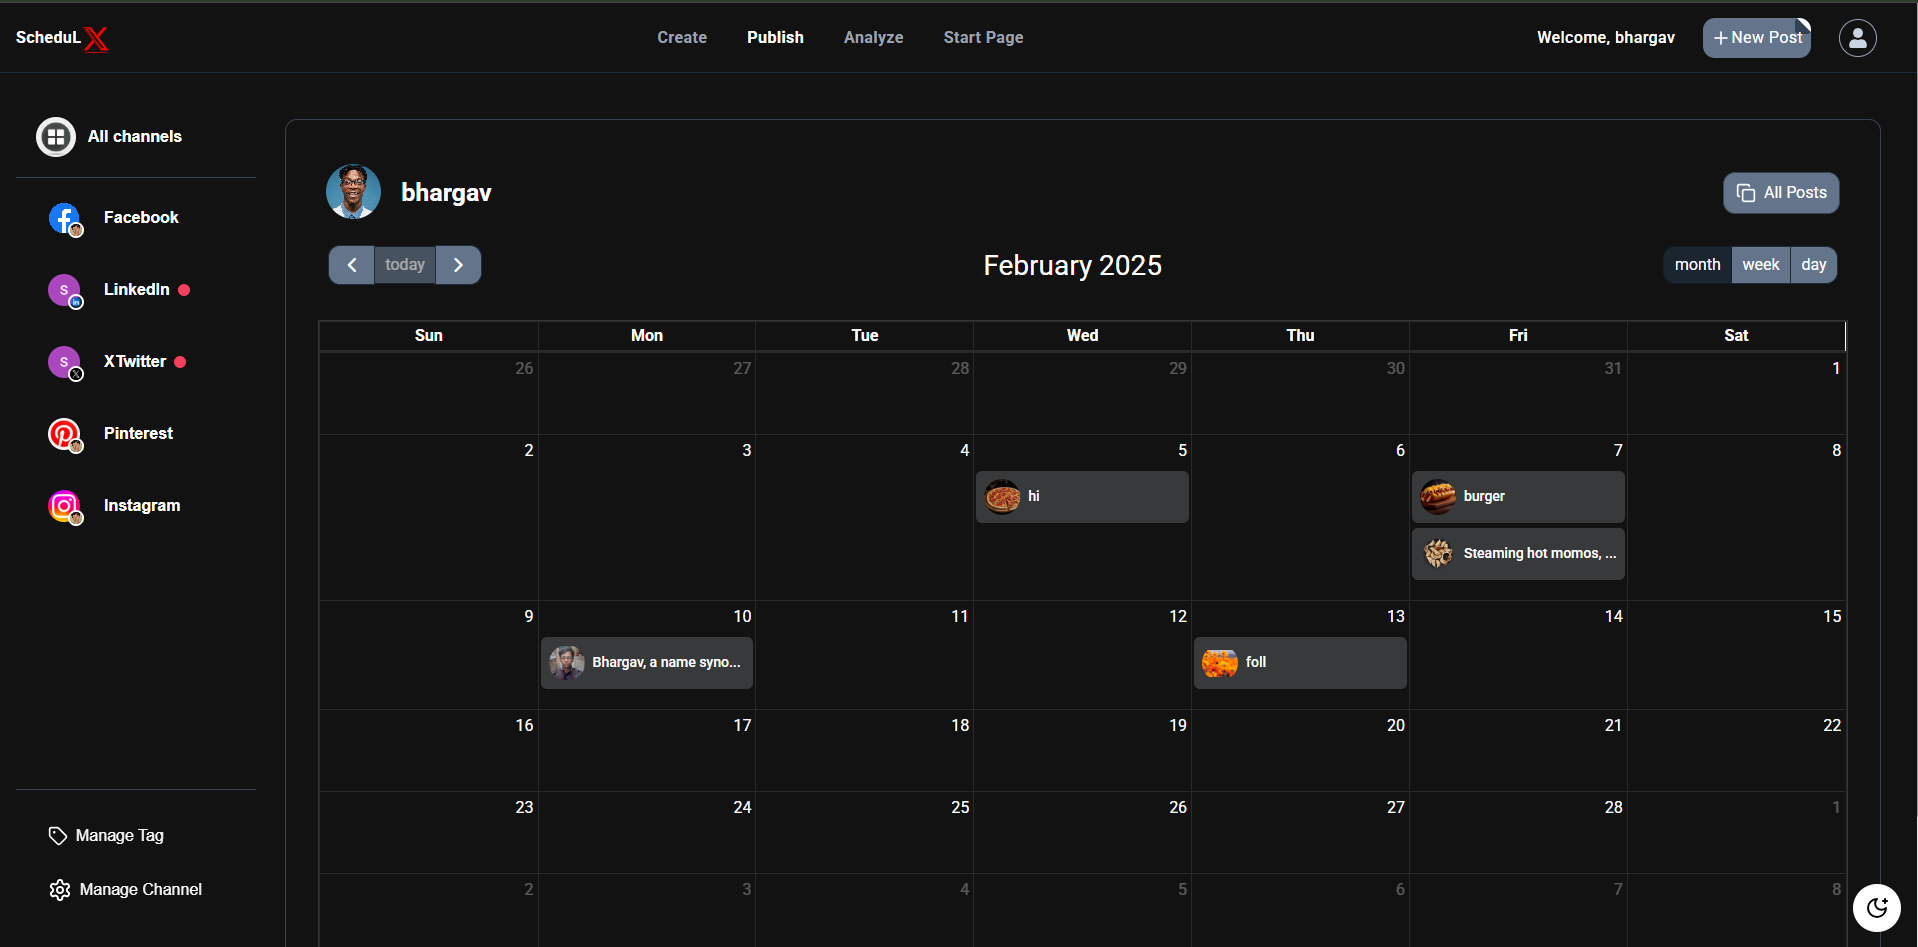 ScheduL X
Create Publish Analyze Start Page
Welcome, bhargav
+ New Post
All channels
Facebook
S in LinkedIn
S X XTwitter
Pinterest
Instagram
Manage Tag
Manage Channel
bhargav
All Posts
today
February 2025
month week day
Sun Mon Tue Wed Thu Fri Sat
26 27 28 29 30 31 1
2 3 4 5 6 7 8
hi
burger
Steaming hot momos, ...
9 10 11 12 13 14 15
Bhargav, a name syno...
foll
16 17 18 19 20 21 22
23 24 25 26 27 28 1
2 3 4 5 6 7 8